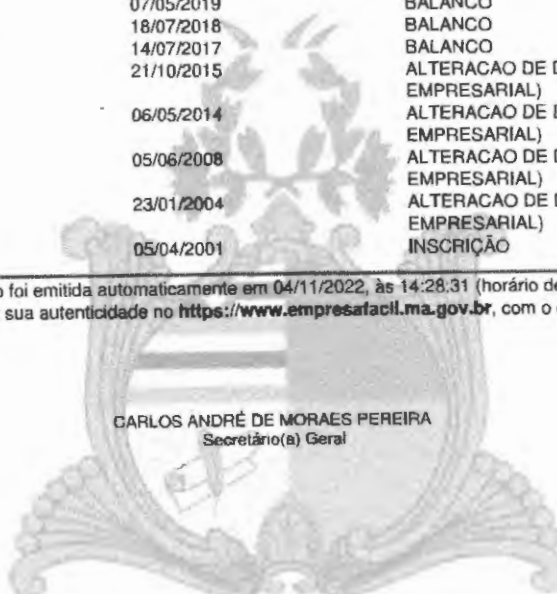 07/05/2019 BALANCO
18/07/2018 BALANCO
14/07/2017 BALANCO
21/10/2015 ALTERACAO DE
EMPRESARIAL)
06/05/2014 ALTERACAO DE
EMPRESARIAL)
05/06/2008 ALTERACAO DE
EMPRESARIAL)
23/01/2004 ALTERACAO DE
EMPRESARIAL)
05/04/2001 INSCRIÇÃO
foi emitida automaticamente em 04/11/2022, às 14:28:31 (horário de
sua autenticidade no https://www.empresafacil.ma.gov.br, com o
CARLOS ANDRÉ DE MORAES PEREIRA
Secretário(a) Geral